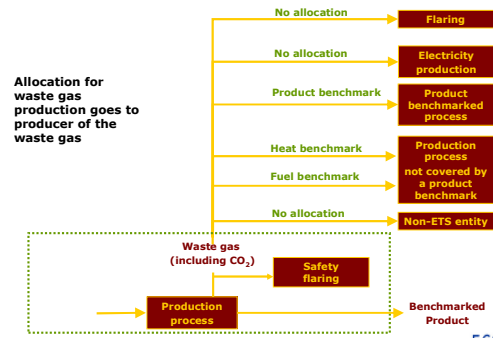 No allocation
Flaring
No allocation
Electricity
production
Allocation for
waste gas
production goes to
producer of the
waste gas
Product benchmark
Product
benchmarked
process
Heat benchmark
Production
process
not covered by
a product
benchmark
Fuel benchmark
No allocation
Non-ETS entity
Waste gas
(including CO₂)
Safety
flaring
Production
process
Benchmarked
Product